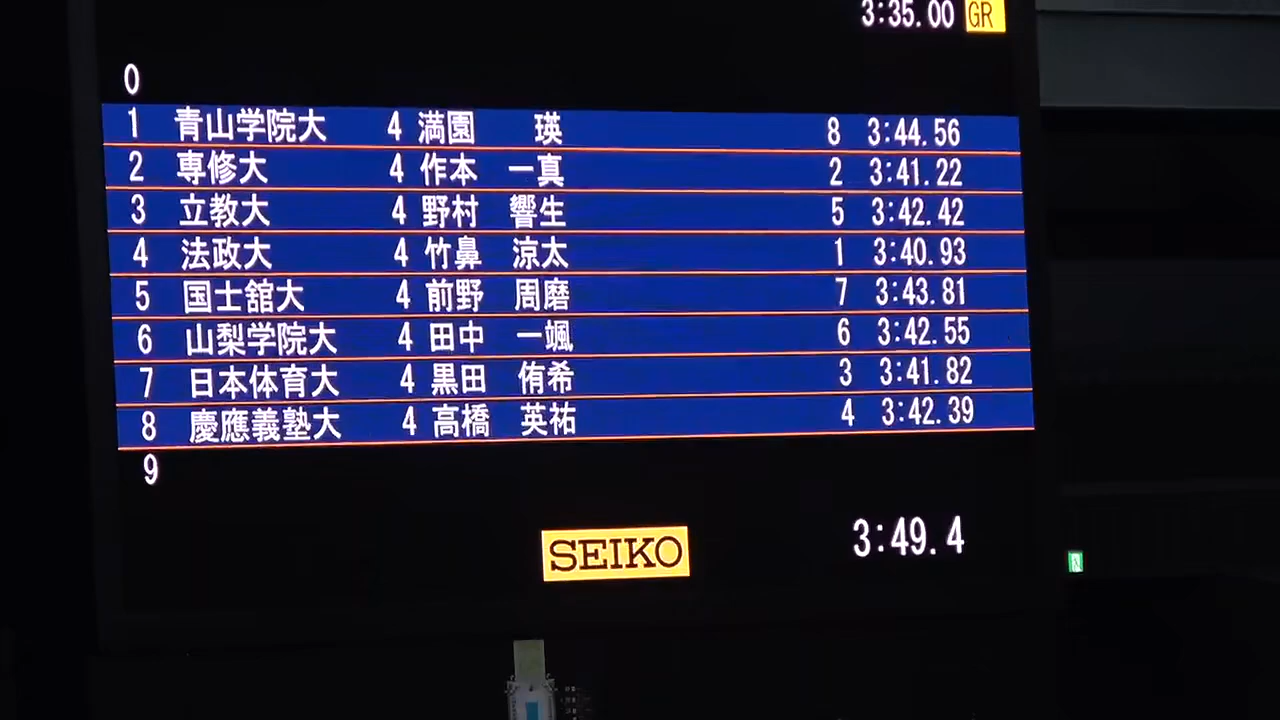 3:35.00 GR
0
1 青山学院大 4 満園 瑛 8 3:44.56
2 専修大 4 作本 一真 2 3:41.22
3 立教大 4 野村 響生 5 3:42.42
4 法政大 4 竹鼻 涼太 1 3:40.93
5 国士舘大 4 前野 周磨 7 3:43.81
6 山梨学院大 4 田中 一颯 6 3:42.55
7 日本体育大 4 黒田 侑希 3 3:41.82
8 慶應義塾大 4 高橋 英祐 4 3:42.39
9
SEIKO 3:49.4